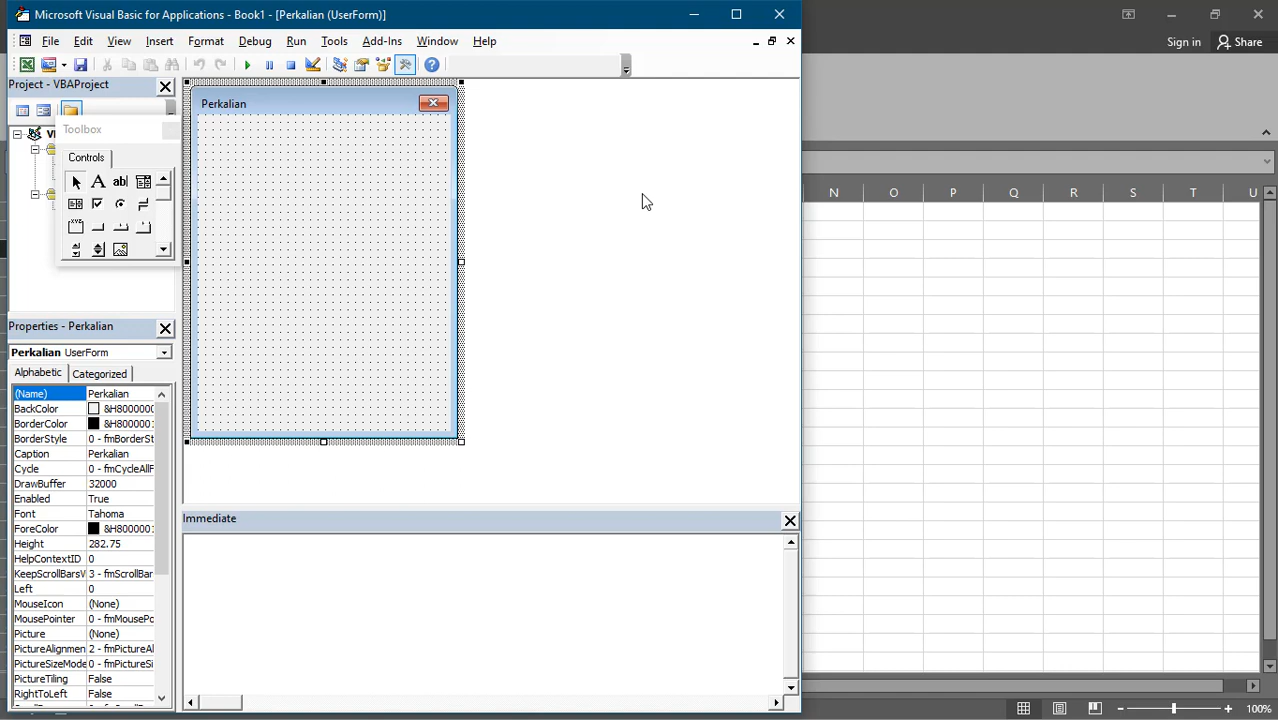 Microsoft Visual Basic for Applications - Book1 - [Perkalian (UserForm)]
File Edit View Insert Format Debug Run Tools Add-Ins Window Help
Sign in Share
Project - VBAProject
Toolbox
Controls
Perkalian
N O P Q R S T U
Properties - Perkalian
Perkalian UserForm
Alphabetic Categorized
(Name) Perkalian
BackColor &H8000000
BorderColor &H8000001
BorderStyle 0 - fmBorderSt
Caption Perkalian
Cycle 0 - fmCycleAllF
DrawBuffer 32000
Enabled True
Font Tahoma
ForeColor &H8000001
Height 282.75
HelpContextID 0
KeepScrollBarsV 3 - fmScrollBar
Left 0
MouseIcon (None)
MousePointer 0 - fmMousePo
Picture (None)
PictureAlignmen 2 - fmPictureAl
PictureSizeMode 0 - fmPictureSi
PictureTiling False
RightToLeft False
Immediate
100%